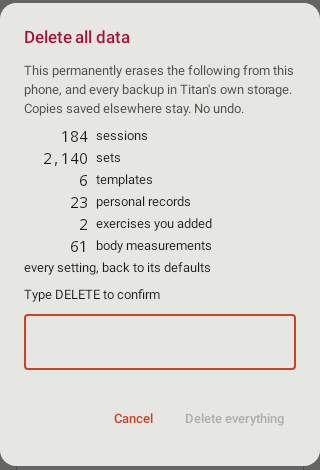 Delete all data
This permanently erases the following from this
phone, and every backup in Titan's own storage.
Copies saved elsewhere stay. No undo.
184 sessions
2,140 sets
6 templates
23 personal records
2 exercises you added
61 body measurements
every setting, back to its defaults
Type DELETE to confirm
Cancel Delete everything